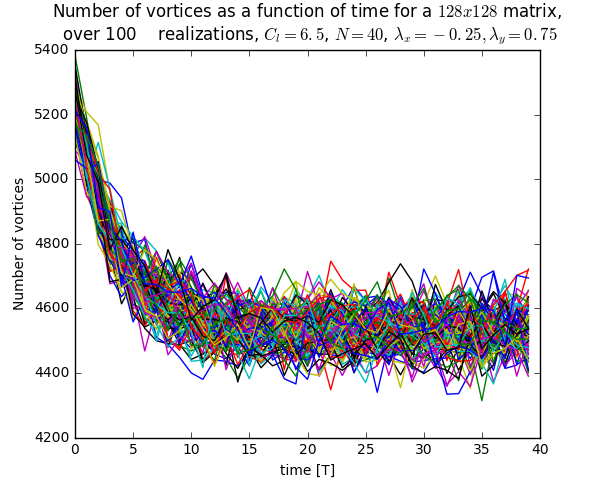 Number of vortices as a function of time for a 128x128 matrix,
over 100 realizations, C_l = 6.5, N = 40, λ_x = −0.25, λ_y = 0.75
5400
5200
5000
4800
4600
4400
4200
Number of vortices
0 5 10 15 20 25 30 35 40
time [T]